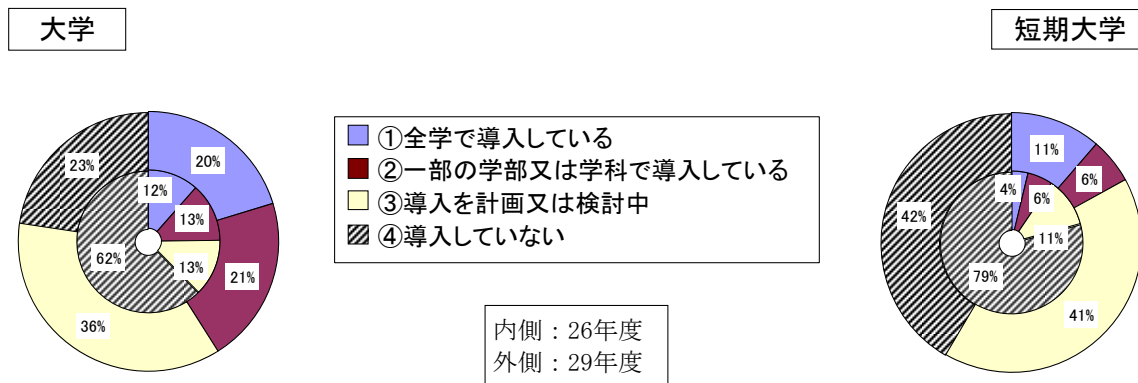 大学
短期大学
①全学で導入している
②一部の学部又は学科で導入している
③導入を計画又は検討中
④導入していない
20%
21%
36%
23%
12%
13%
13%
62%
11%
6%
41%
42%
4%
6%
11%
79%
内側：26年度
外側：29年度